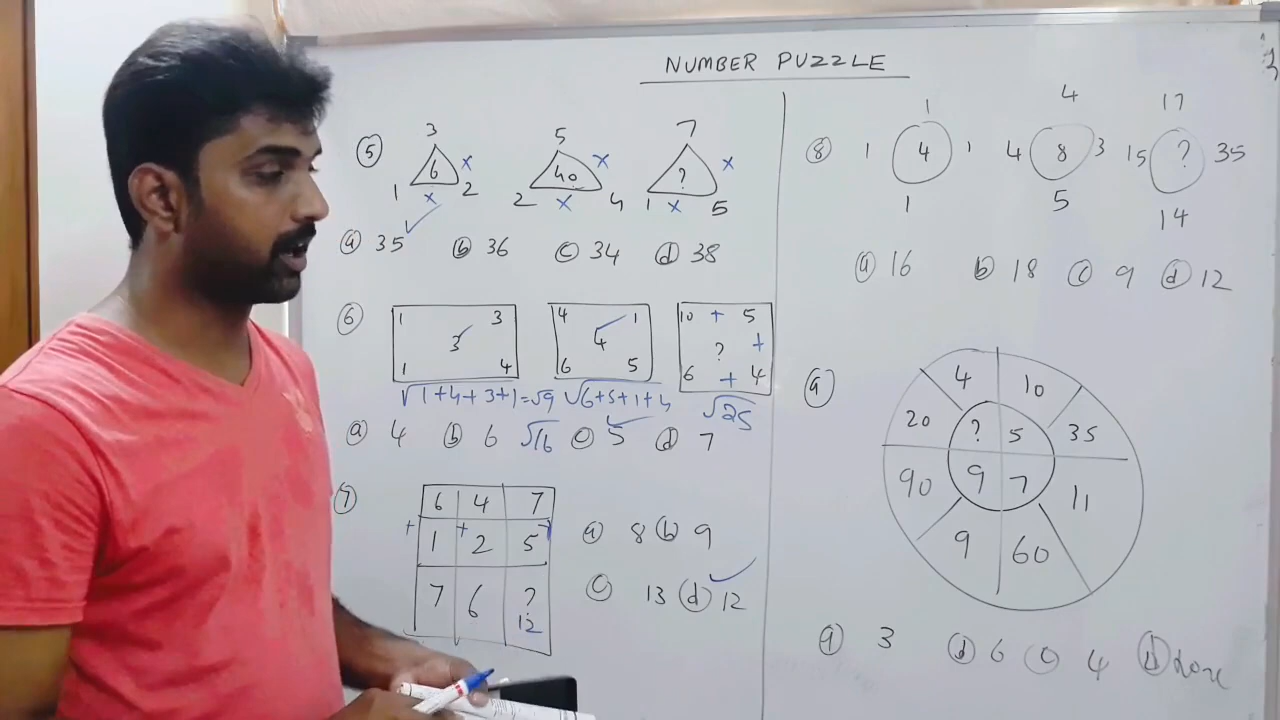 NUMBER PUZZLE
5 3 5 7
6 x 40 x ? x
1 x 2 2 x 4 1 x 5
a 35 ✓ b 36 c 34 d 38
6 1 3 4 1 10 + 5
3 4 ? +
1 4 6 5 6 + 4
√1+4+3+1=√9 √6+5+1+4 √25
a 4 b 6 √16 c 5 ✓ d 7
7 6 4 7
+ 1 + 2 5 a 8 b 9
7 6 ? c 13 d 12 ✓
12
8 1 4 17
1 4 1 4 8 3 15 ? 35
1 5 14
a 16 b 18 c 9 d 12
9 4 10
20 ? 5 35
90 9 7 11
9 60
a 3 d 6 c 4